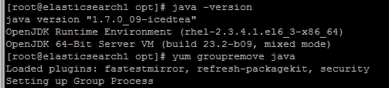 [root@elasticsearch1 opt]# java -version
java version "1.7.0_09-icedtea"
OpenJDK Runtime Environment (rhel-2.3.4.1.el6_3-x86_64)
OpenJDK 64-Bit Server VM (build 23.2-b09, mixed mode)
[root@elasticsearch1 opt]# yum groupremove java
Loaded plugins: fastestmirror, refresh-packagekit, security
Setting up Group Process